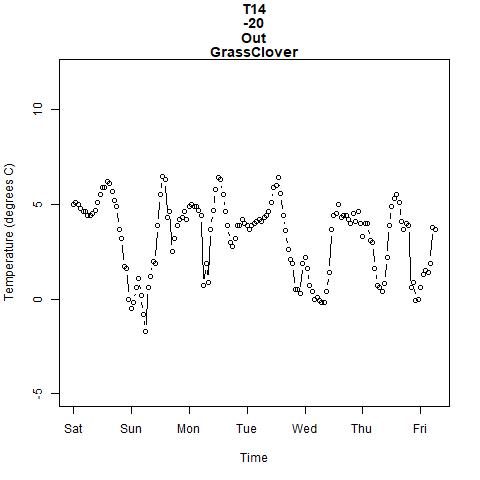 T14
-20
Out
GrassClover
Temperature (degrees C)
10
5
0
-5
Sat Sun Mon Tue Wed Thu Fri
Time